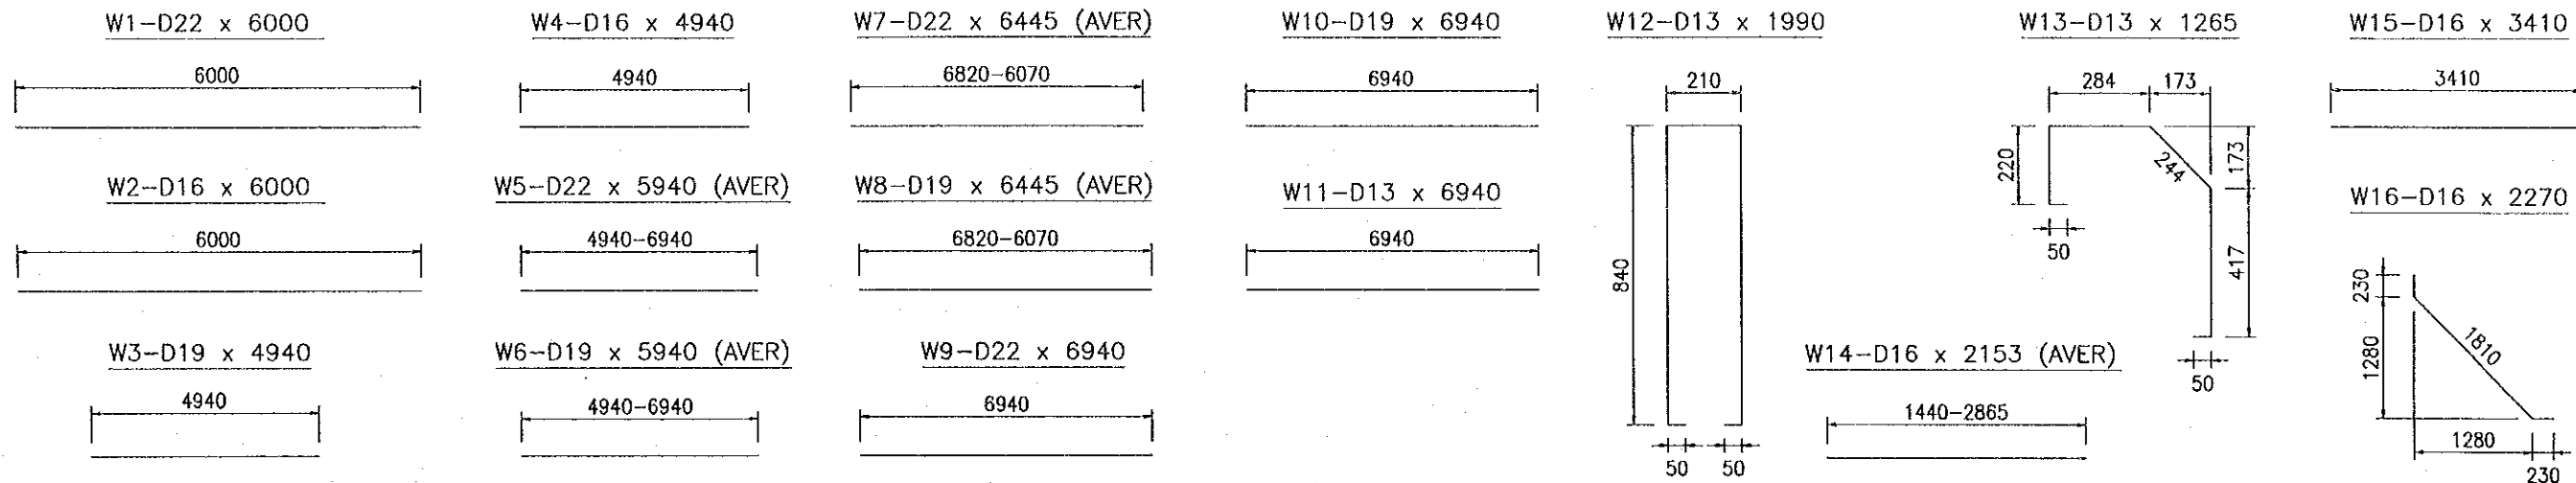 W1-D22 x 6000
6000
W2-D16 x 6000
6000
W3-D19 x 4940
4940
W4-D16 x 4940
4940
W5-D22 x 5940 (AVER)
4940-6940
W6-D19 x 5940 (AVER)
4940-6940
W7-D22 x 6445 (AVER)
6820-6070
W8-D19 x 6445 (AVER)
6820-6070
W9-D22 x 6940
6940
W10-D19 x 6940
6940
W11-D13 x 6940
6940
W12-D13 x 1990
210
840
50
50
W13-D13 x 1265
284
173
220
244
173
417
50
50
W14-D16 x 2153 (AVER)
1440-2865
W15-D16 x 3410
3410
W16-D16 x 2270
230
1280
1810
1280
230